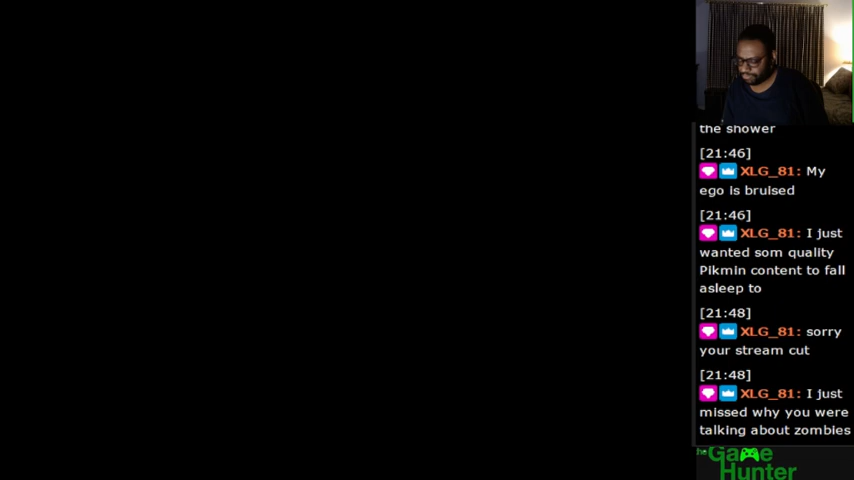 the shower
[21:46]
XLG_81: My
ego is bruised
[21:46]
XLG_81: I just
wanted som quality
Pikmin content to fall
asleep to
[21:48]
XLG_81: sorry
your stream cut
[21:48]
XLG_81: I just
missed why you were
talking about zombies
the Game
Hunter